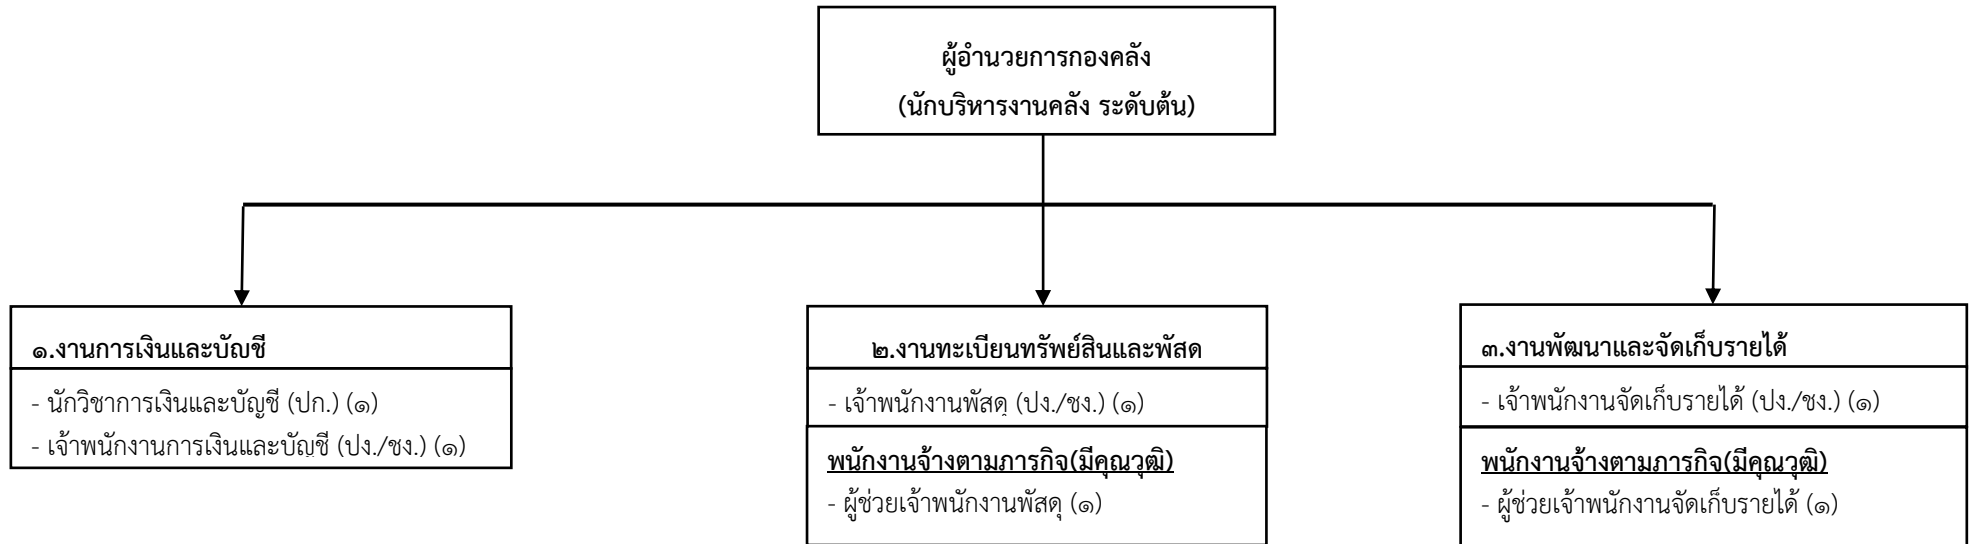 ผู้อำนวยการกองคลัง
(นักบริหารงานคลัง ระดับต้น)
๑.งานการเงินและบัญชี
- นักวิชาการเงินและบัญชี (ปก.) (๑)
- เจ้าพนักงานการเงินและบัญชี (ปง./ชง.) (๑)
๒.งานทะเบียนทรัพย์สินและพัสด
- เจ้าพนักงานพัสดุ (ปง./ชง.) (๑)
พนักงานจ้างตามภารกิจ(มีคุณวุฒิ)
- ผู้ช่วยเจ้าพนักงานพัสดุ (๑)
๓.งานพัฒนาและจัดเก็บรายได้
- เจ้าพนักงานจัดเก็บรายได้ (ปง./ชง.) (๑)
พนักงานจ้างตามภารกิจ(มีคุณวุฒิ)
- ผู้ช่วยเจ้าพนักงานจัดเก็บรายได้ (๑)